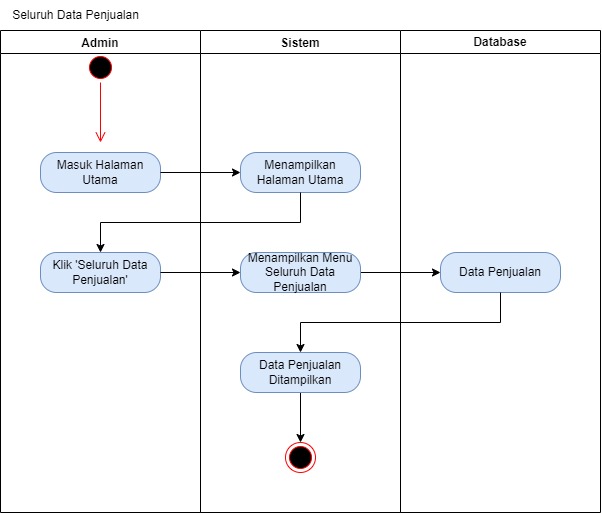 Seluruh Data Penjualan
Admin
Sistem
Database
Masuk Halaman
Utama
Menampilkan
Halaman Utama
Klik 'Seluruh Data
Penjualan'
Menampilkan Menu
Seluruh Data
Penjualan
Data Penjualan
Data Penjualan
Ditampilkan